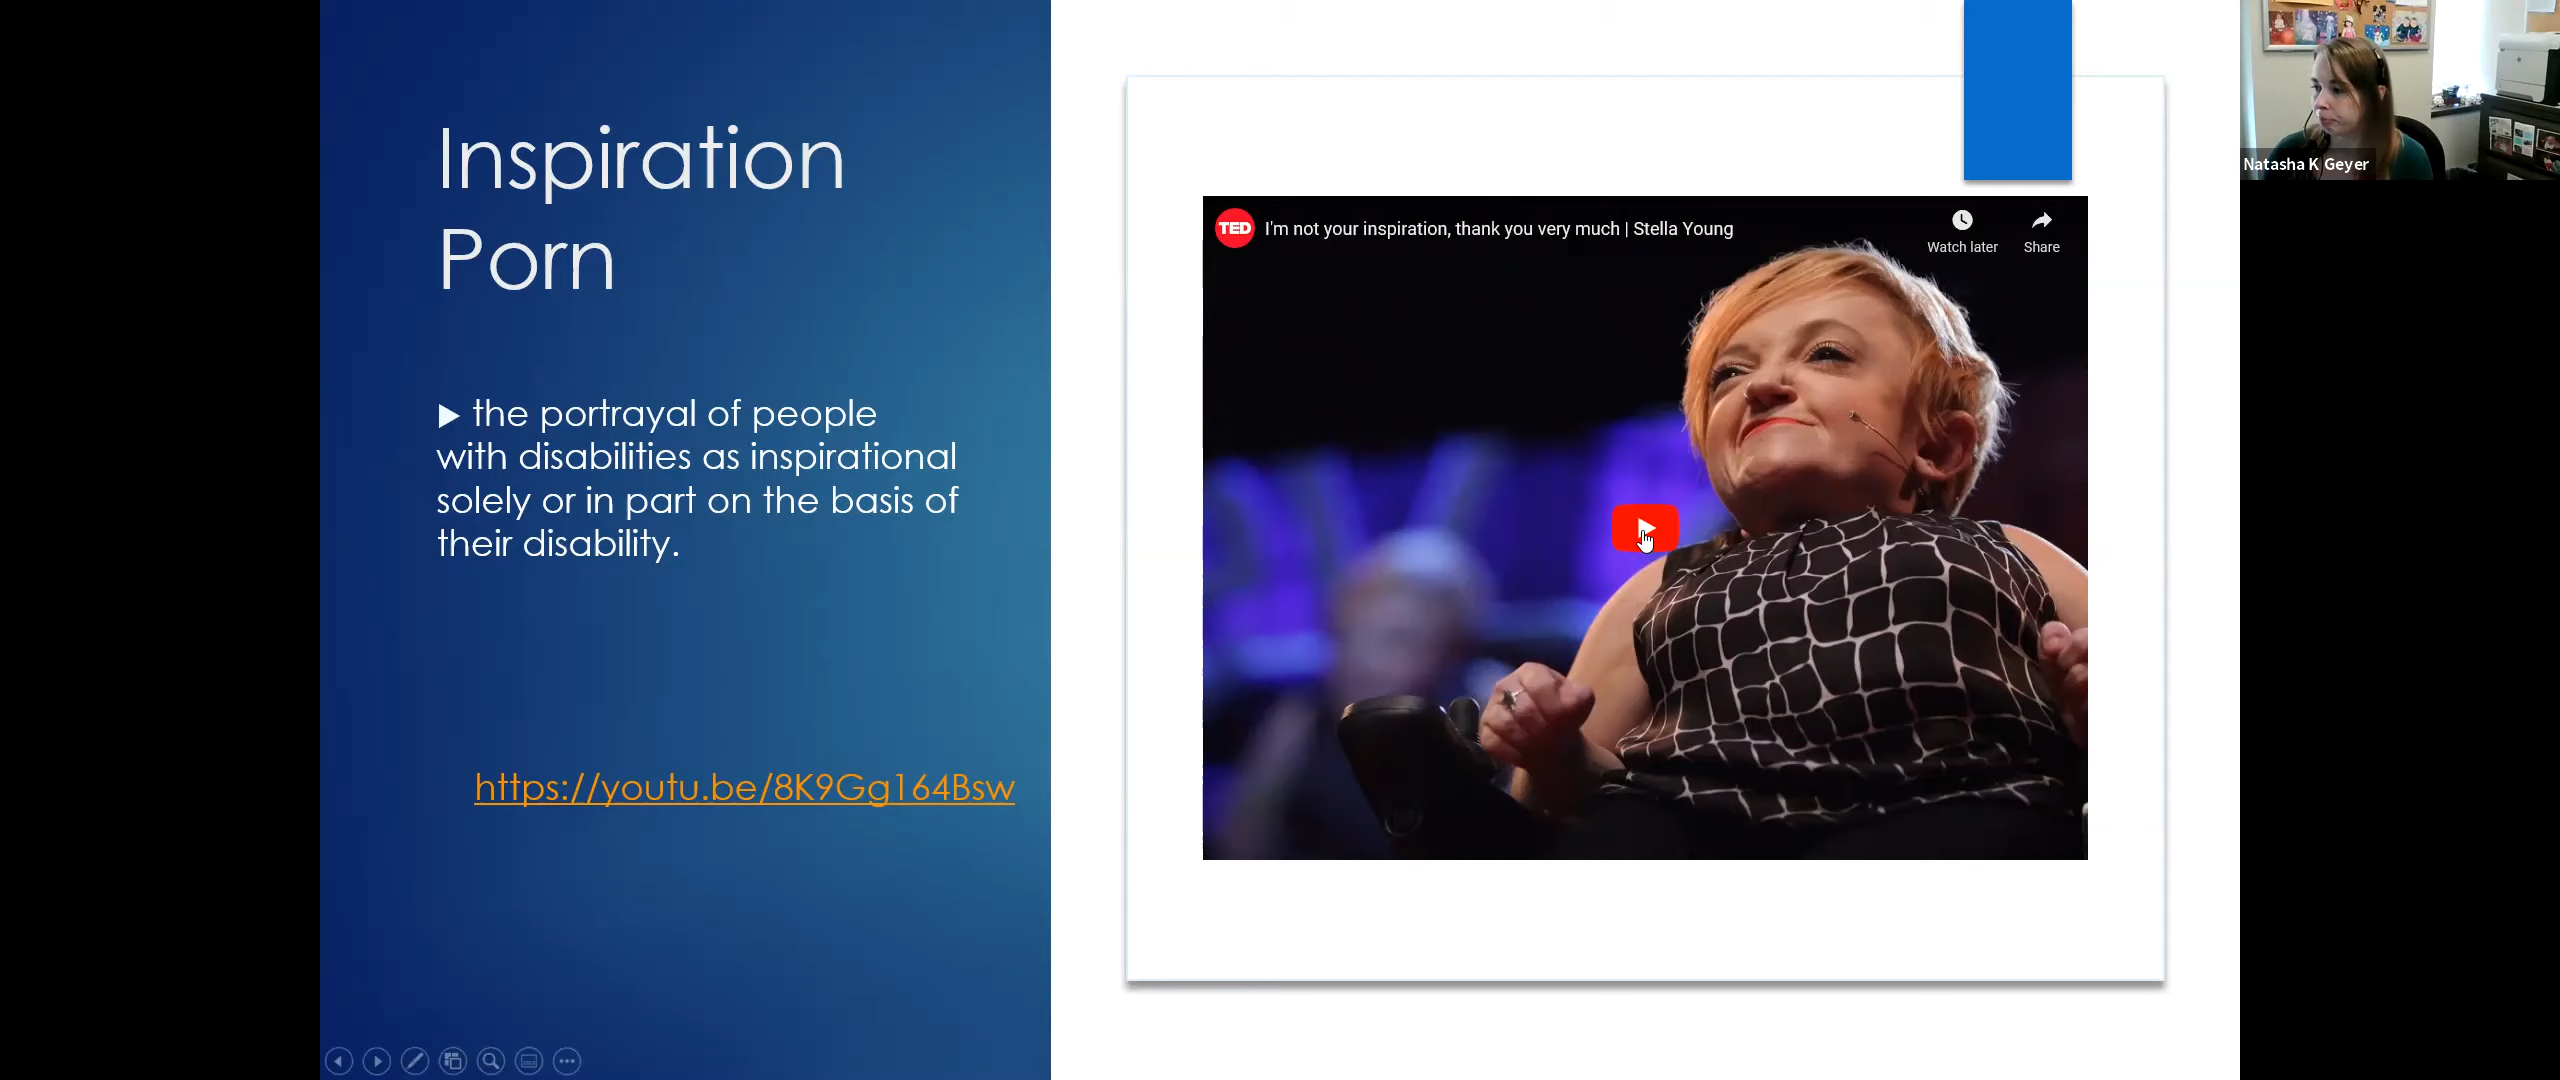 Inspiration
Porn
the portrayal of people
with disabilities as inspirational
solely or in part on the basis of
their disability.
https://youtu.be/8K9Gg164Bsw
TED
I'm not your inspiration, thank you very much | Stella Young
Watch later
Share
Natasha K Geyer